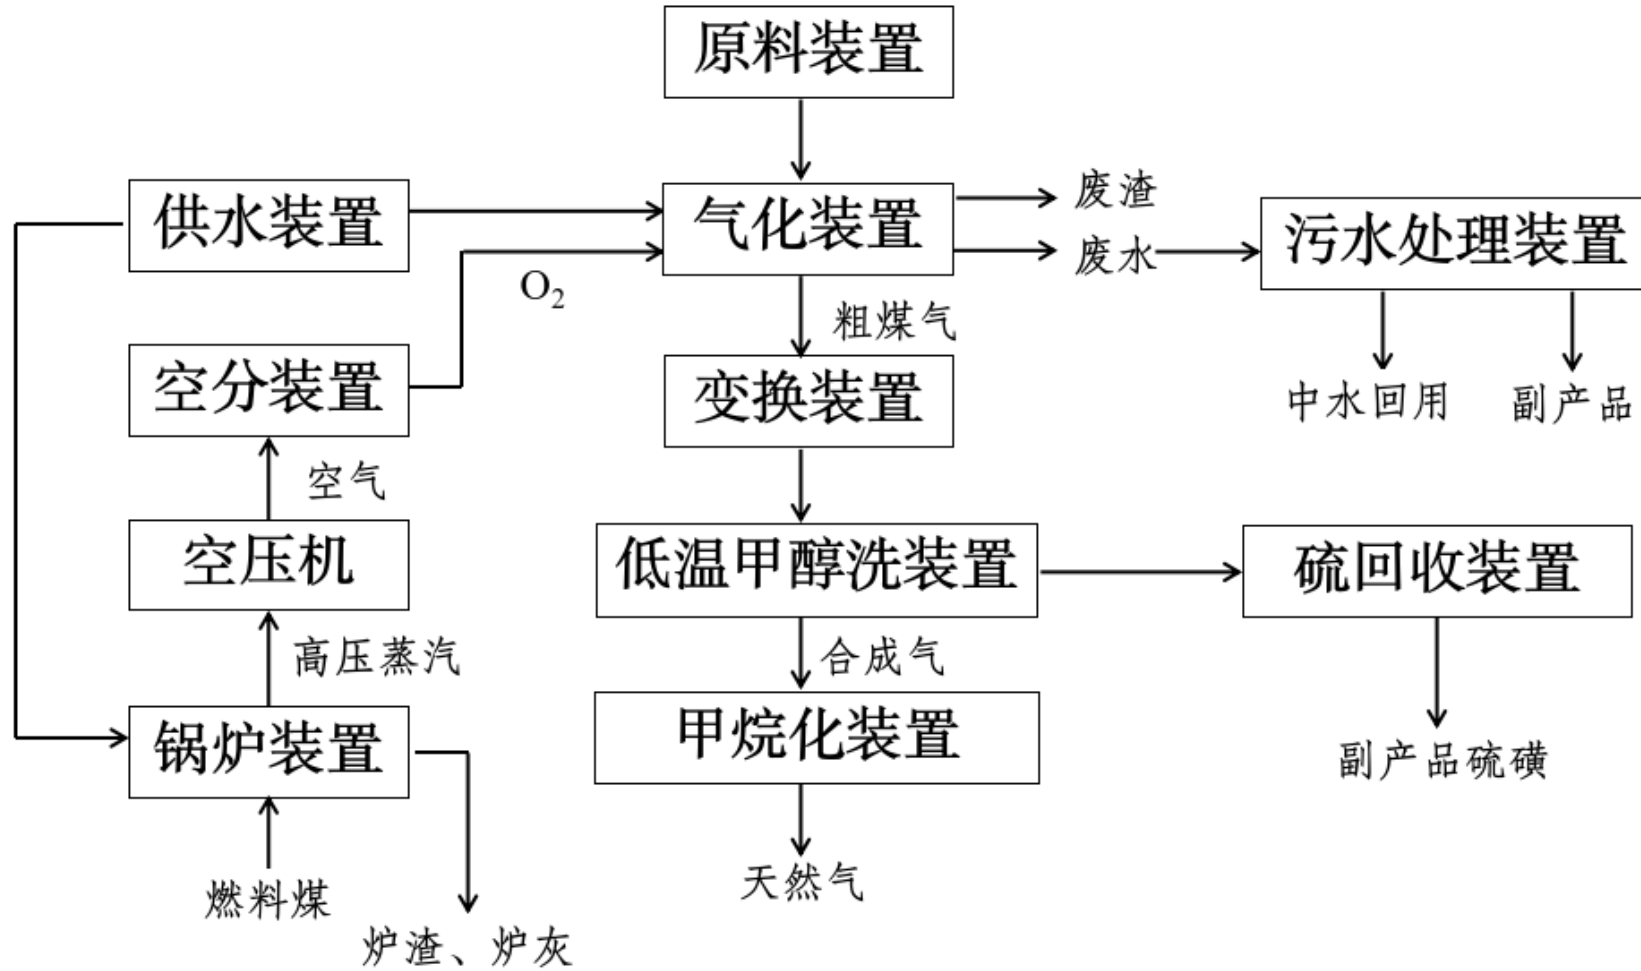 原料装置
供水装置
气化装置
废渣
废水
污水处理装置
O₂
粗煤气
空分装置
变换装置
中水回用
副产品
空气
空压机
低温甲醇洗装置
硫回收装置
高压蒸汽
合成气
锅炉装置
甲烷化装置
副产品硫磺
燃料煤
天然气
炉渣、炉灰